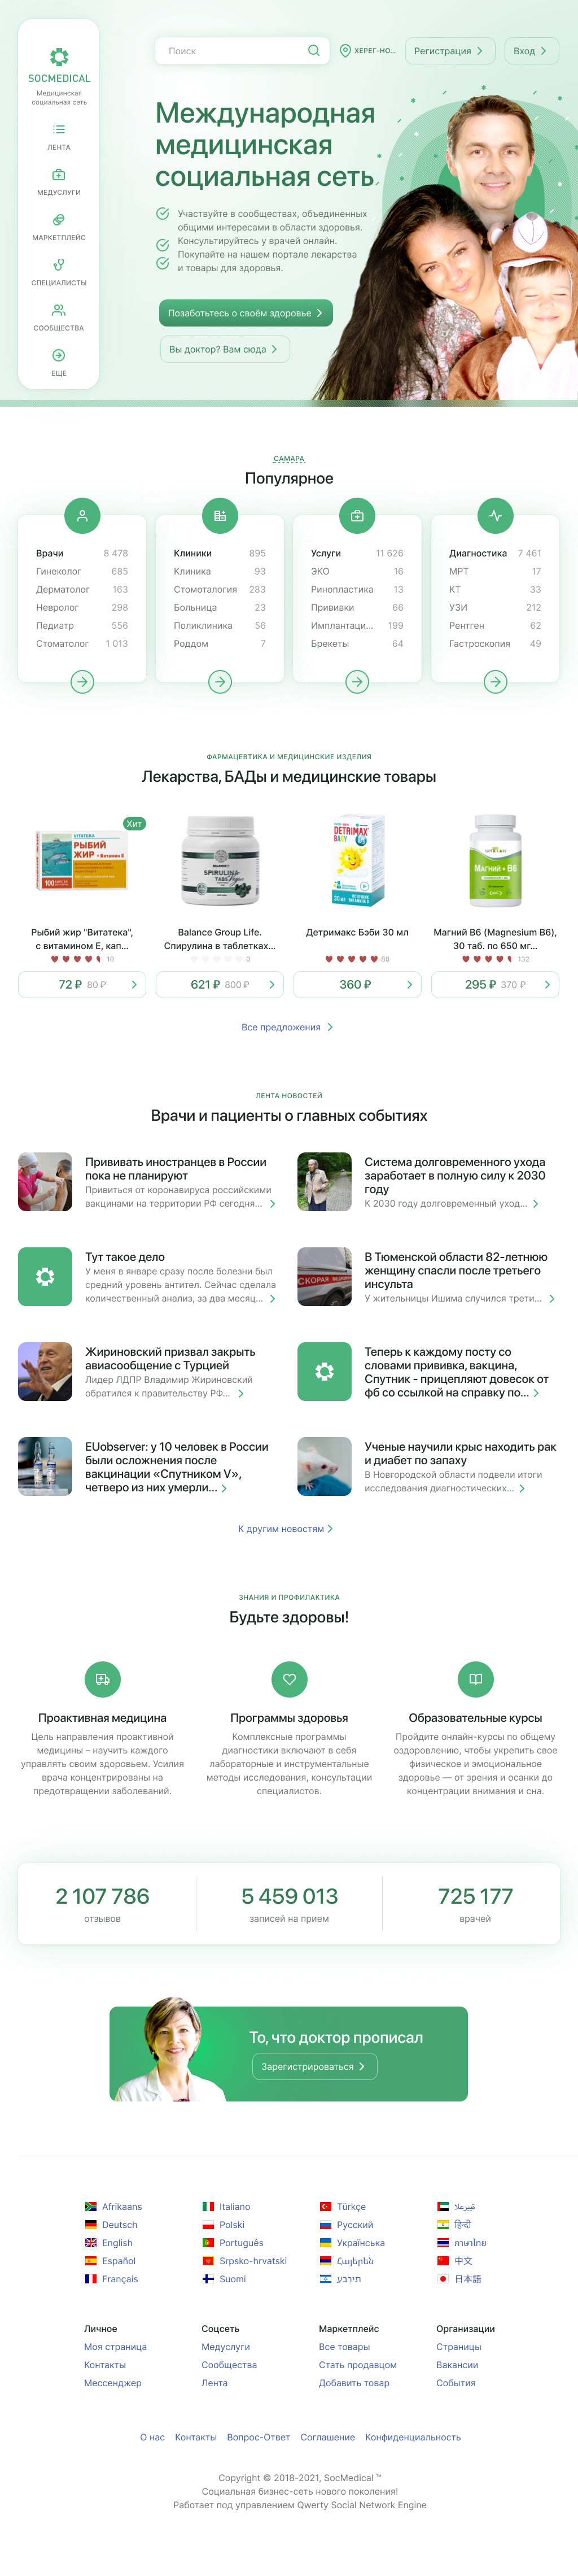 SOCMEDICAL
Медицинская
социальная сеть
ЛЕНТА
МЕДУСЛУГИ
МАРКЕТПЛЕЙС
СПЕЦИАЛИСТЫ
СООБЩЕСТВА
ЕЩЕ
Поиск
ХЕРЕГ-НО...
Регистрация
Вход
Международная
медицинская
социальная сеть
Участвуйте в сообществах, объединенных
общими интересами в области здоровья.
Консультируйтесь у врачей онлайн.
Покупайте на нашем портале лекарства
и товары для здоровья.
Позаботьтесь о своём здоровье
Вы доктор? Вам сюда
САМАРА
Популярное
Врачи 8 478
Гинеколог 685
Дерматолог 163
Невролог 298
Педиатр 556
Стоматолог 1 013
Клиники 895
Клиника 93
Стомоталогия 283
Больница 23
Поликлиника 56
Роддом 7
Услуги 11 626
ЭКО 16
Ринопластика 13
Прививки 66
Имплантаци... 199
Брекеты 64
Диагностика 7 461
МРТ 17
КТ 33
УЗИ 212
Рентген 62
Гастроскопия 49
ФАРМАЦЕВТИКА И МЕДИЦИНСКИЕ ИЗДЕЛИЯ
Лекарства, БАДы и медицинские товары
Хит
VITATEKA
РЫБИЙ
ЖИР + Витамин Е
100
Рыбий жир "Витатека",
с витамином Е, кап...
10
72 ₽ 80 ₽
SPIRULINA
TABS Vegan
Balance Group Life.
Спирулина в таблетках...
0
621 ₽ 800 ₽
DETRIMAX
BABY
30 мл
Детримакс Бэби 30 мл
88
360 ₽
Магний • B6
Магний B6 (Magnesium B6),
30 таб. по 650 мг...
132
295 ₽ 370 ₽
Все предложения
ЛЕНТА НОВОСТЕЙ
Врачи и пациенты о главных событиях
Прививать иностранцев в России
пока не планируют
Привиться от коронавируса российскими
вакцинами на территории РФ сегодня...
Система долговременного ухода
заработает в полную силу к 2030
году
К 2030 году долговременный уход...
Тут такое дело
У меня в январе сразу после болезни был
средний уровень антител. Сейчас сделала
количественный анализ, за два месяц...
СКОРАЯ
В Тюменской области 82-летнюю
женщину спасли после третьего
инсульта
У жительницы Ишима случился трети...
Жириновский призвал закрыть
авиасообщение с Турцией
Лидер ЛДПР Владимир Жириновский
обратился к правительству РФ...
Теперь к каждому посту со
словами прививка, вакцина,
Спутник - прицепляют довесок от
фб со ссылкой на справку по...
EUobserver: у 10 человек в России
были осложнения после
вакцинации «Спутником V»,
четверо из них умерли...
Ученые научили крыс находить рак
и диабет по запаху
В Новгородской области подвели итоги
исследования диагностических...
К другим новостям
ЗНАНИЯ И ПРОФИЛАКТИКА
Будьте здоровы!
Проактивная медицина
Цель направления проактивной
медицины – научить каждого
управлять своим здоровьем. Усилия
врача концентрированы на
предотвращении заболеваний.
Программы здоровья
Комплексные программы
диагностики включают в себя
лабораторные и инструментальные
методы исследования, консультации
специалистов.
Образовательные курсы
Пройдите онлайн-курсы по общему
оздоровлению, чтобы укрепить свое
физическое и эмоциональное
здоровье — от зрения и осанки до
концентрации внимания и сна.
2 107 786
отзывов
5 459 013
записей на прием
725 177
врачей
То, что доктор прописал
Зарегистрироваться
Afrikaans
Deutsch
English
Español
Français
Italiano
Polski
Português
Srpsko-hrvatski
Suomi
Türkçe
Русский
Українська
Հայերեն
हिन्दी
ภาษาไทย
中文
日本語
Личное
Моя страница
Контакты
Мессенджер
Соцсеть
Медуслуги
Сообщества
Лента
Маркетплейс
Все товары
Стать продавцом
Добавить товар
Организации
Страницы
Вакансии
События
О нас Контакты Вопрос-Ответ Соглашение Конфиденциальность
Copyright © 2018-2021, SocMedical ™
Социальная бизнес-сеть нового поколения!
Работает под управлением Qwerty Social Network Engine